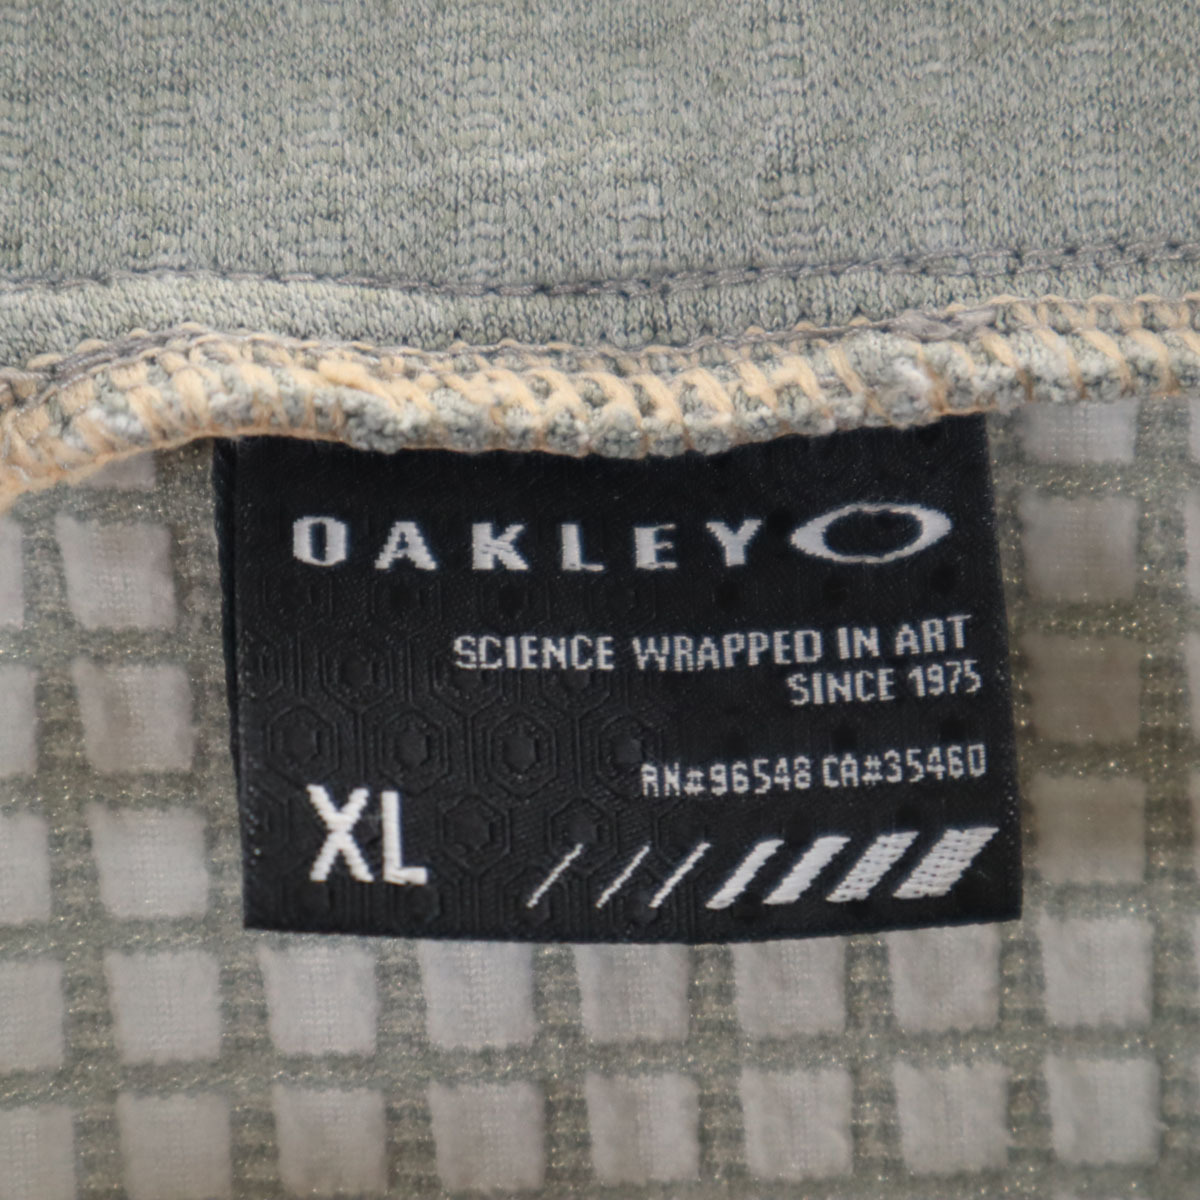 OAKLEY
SCIENCE WRAPPED IN ART
SINCE 1975
RN#96548 CA#35460
XL